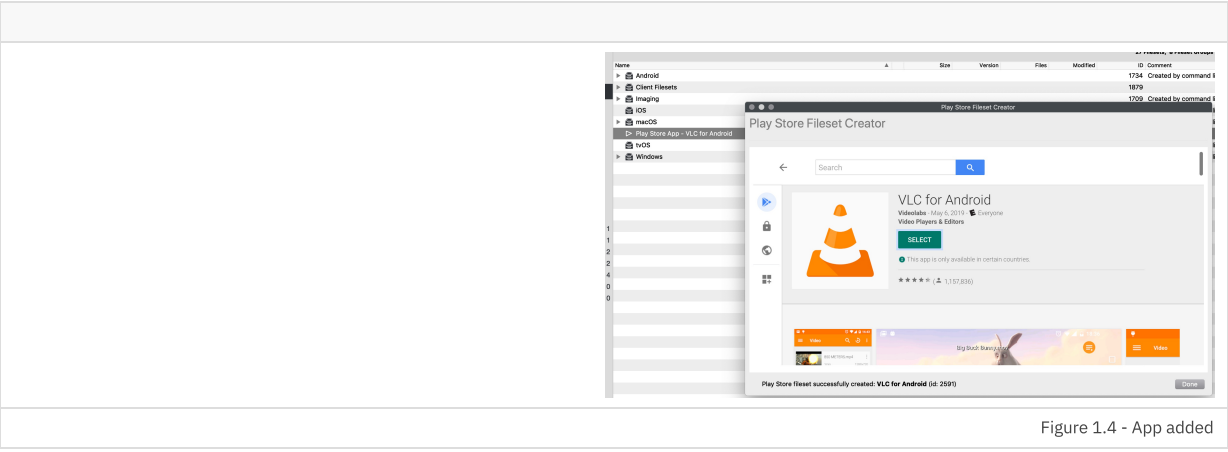 27 Filesets, 8 Fileset Groups
Name Size Version Files Modified ID Comment
Android 1734 Created by command li
Client Filesets 1879
Imaging 1709 Created by command
iOS
macOS
Play Store App - VLC for Android
tvOS
Windows
1
1
2
2
4
0
0
Play Store Fileset Creator
Play Store Fileset Creator
Search
VLC for Android
Videolabs - May 6, 2019 - Everyone
Video Players & Editors
SELECT
This app is only available in certain countries.
( 1,157,836)
Video
Big Buck Bunny
Video
Play Store fileset successfully created: VLC for Android (id: 2591)
Done
Figure 1.4 - App added